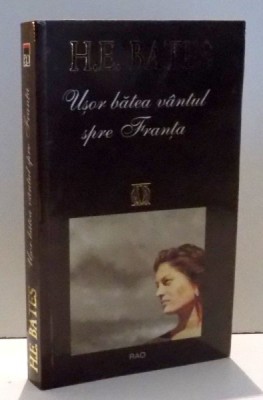 H.E. BATES
Ușor bătea vântul
spre Franța
RAO
H.E. BATES
Ușor bătea vântul spre Franța